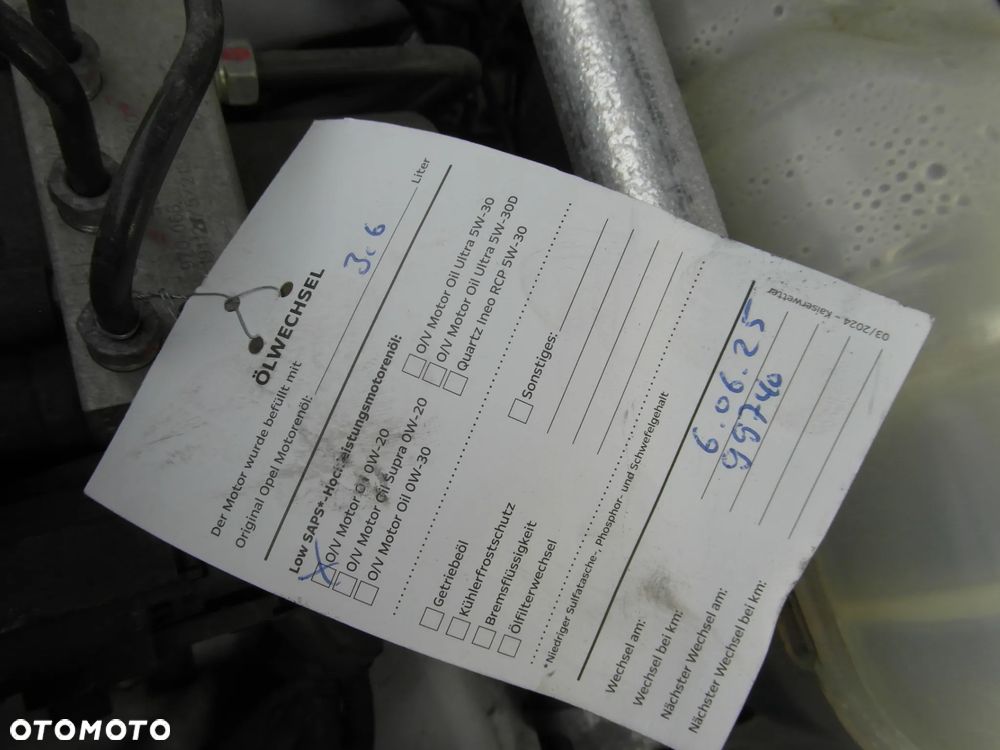 ÖLWECHSEL
Der Motor wurde befüllt mit
Original Opel Motorenöl: 3,6 Liter
Low SAPS*-Hochleistungsmotorenöl:
O/V Motor Oil 0W-20
O/V Motor Oil Supra 0W-20
O/V Motor Oil 0W-30
O/V Motor Oil Ultra 5W-30
O/V Motor Oil Ultra 5W-30D
Quartz Ineo RCP 5W-30
Getriebeöl
Kühlerfrostschutz
Bremsflüssigkeit
Ölfilterwechsel
Sonstiges:
*Niedriger Sulfatasche-, Phosphor- und Schwefelgehalt
Wechsel am: 6.06.25
Wechsel bei km: 99740
Nächster Wechsel am:
Nächster Wechsel bei km:
03/2024 - Kaiserwetter
OTOMOTO